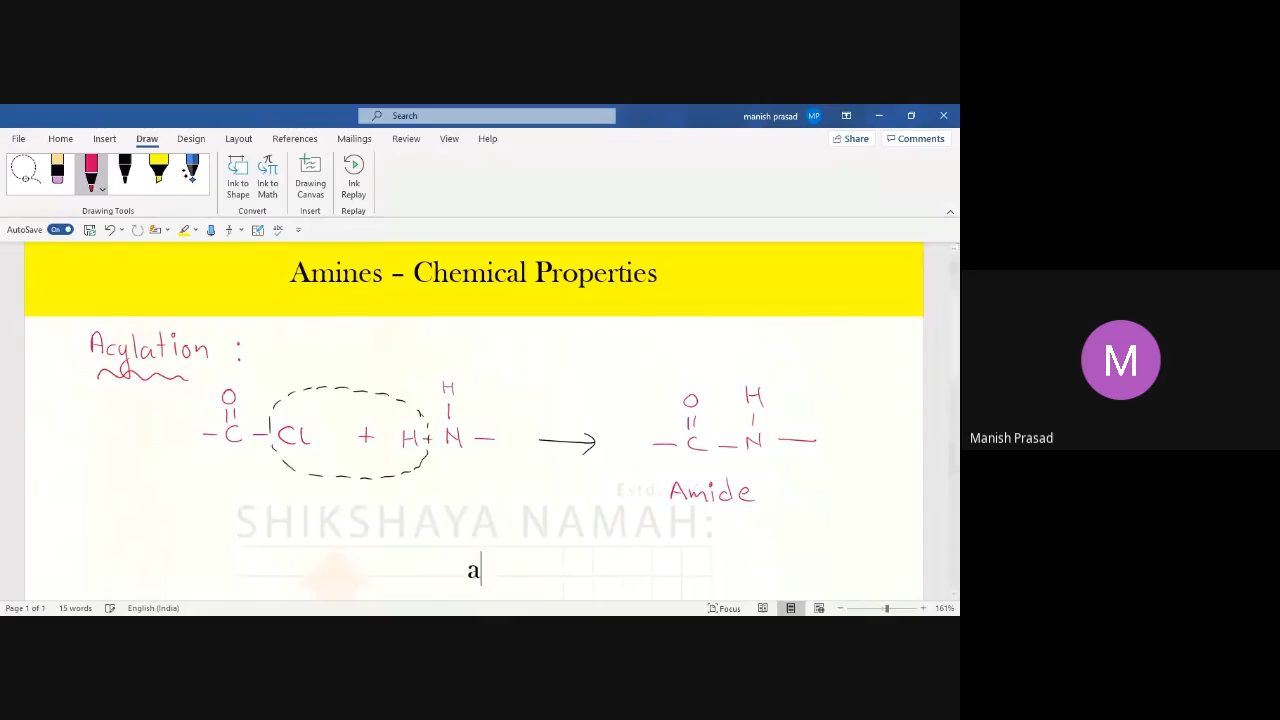 Search
manish prasad MP
File Home Insert Draw Design Layout References Mailings Review View Help Share Comments
Ink to Shape
Ink to Math
Drawing Canvas
Ink Replay
Drawing Tools Convert Insert Replay
AutoSave On
abc
Amines – Chemical Properties
Acylation :
O H O H
– C – Cl + H – N – → – C – N –
Amide
Estd.
SHIKSHAYA NAMAH:
a
Page 1 of 1 15 words English (India) Focus 161%
M
Manish Prasad